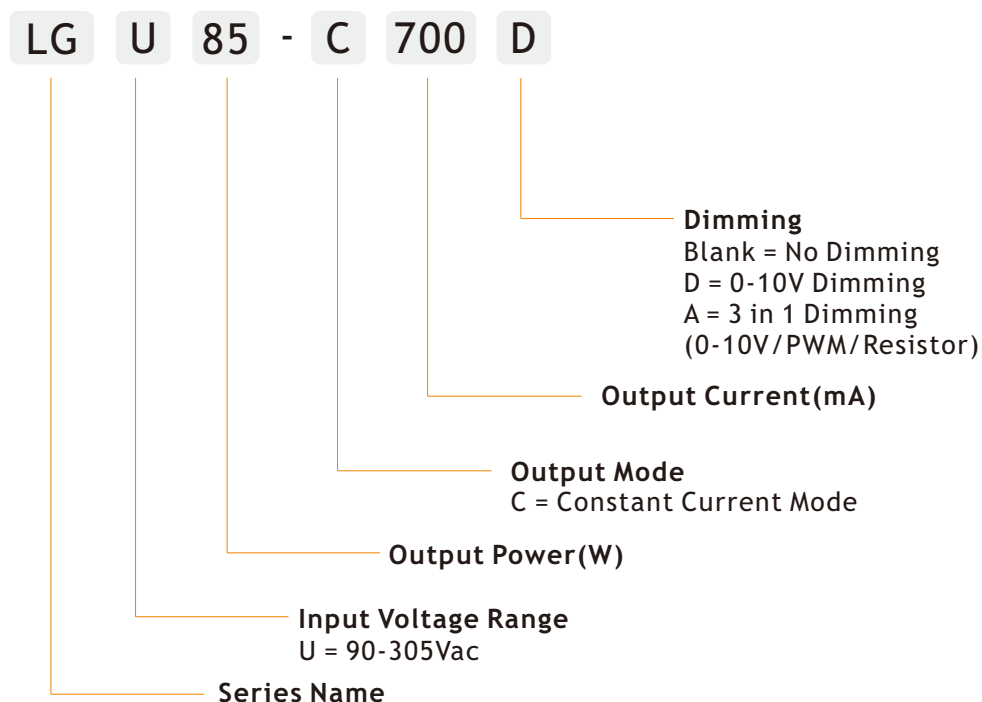 LG U 85 - C 700 D
Dimming
Blank = No Dimming
D = 0-10V Dimming
A = 3 in 1 Dimming
(0-10V/PWM/Resistor)
Output Current(mA)
Output Mode
C = Constant Current Mode
Output Power(W)
Input Voltage Range
U = 90-305Vac
Series Name